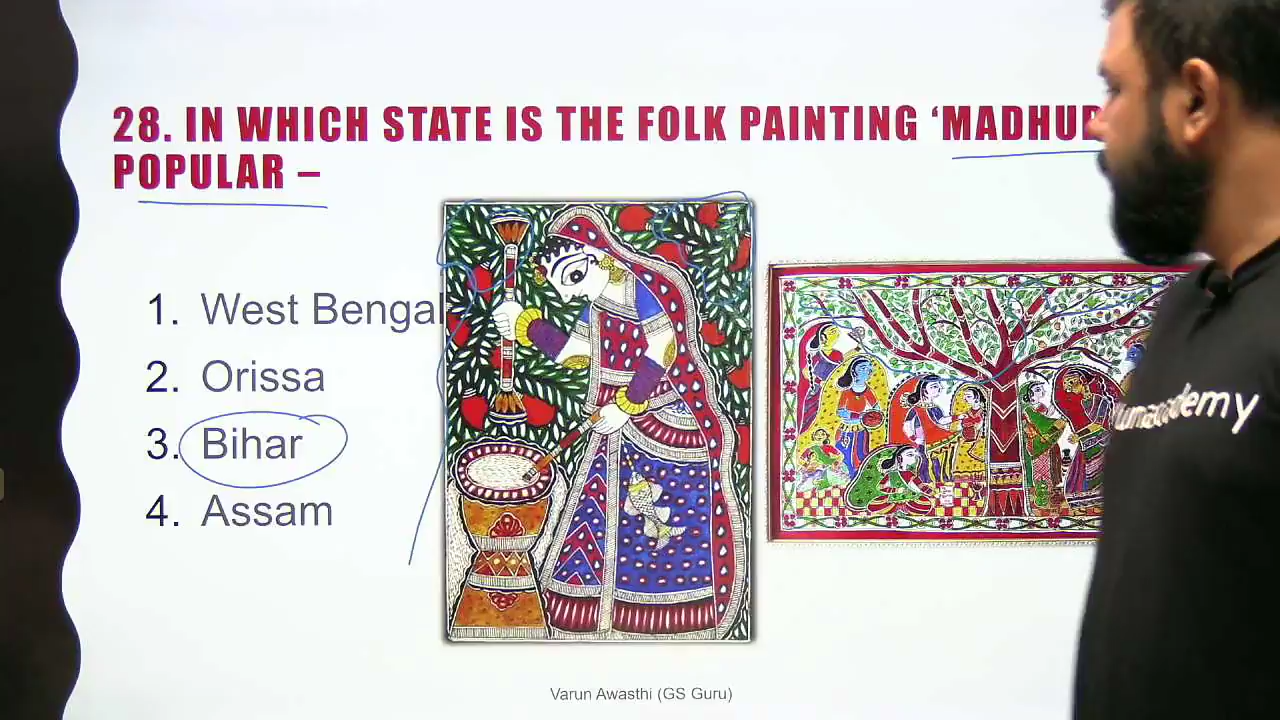 28. IN WHICH STATE IS THE FOLK PAINTING ‘MADHUB
POPULAR –
1. West Bengal
2. Orissa
3. Bihar
4. Assam
Varun Awasthi (GS Guru)